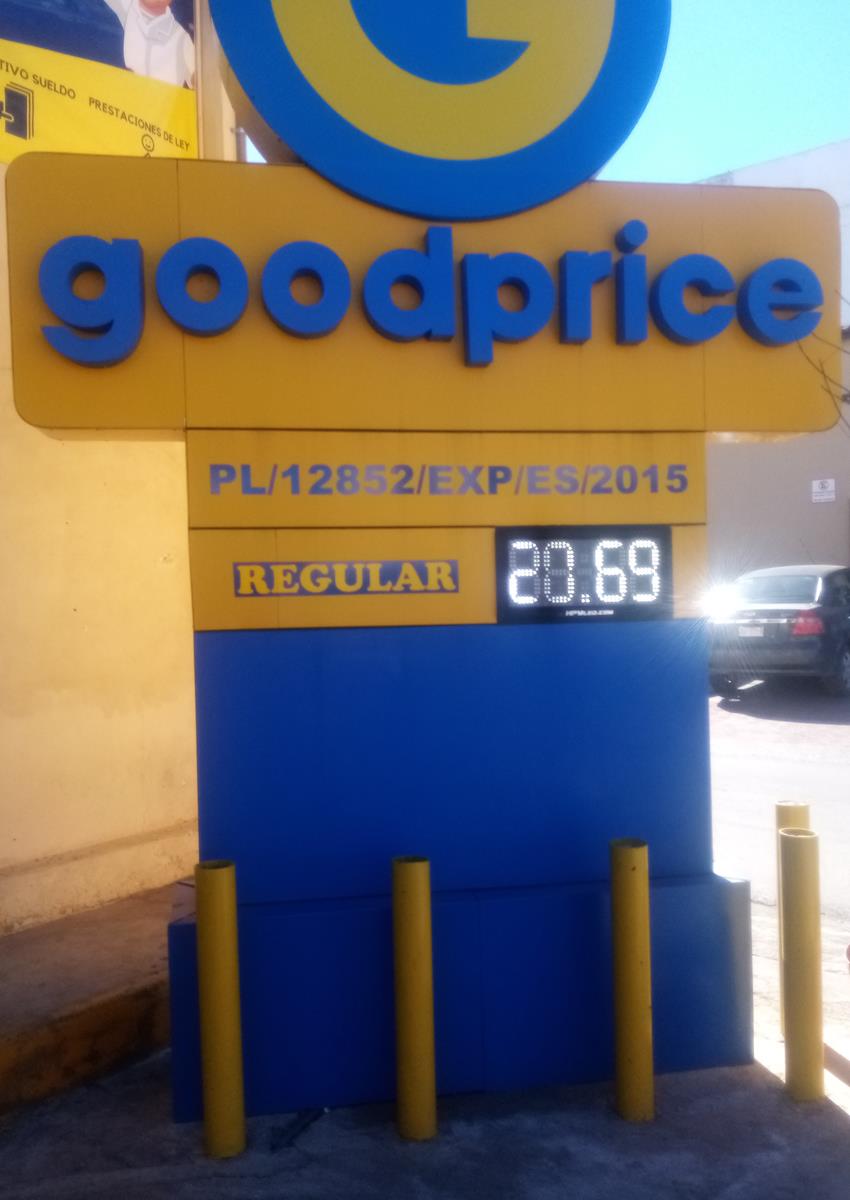 TIVO SUELDO
PRESTACIONES DE LEY
goodprice
PL/12852/EXP/ES/2015
REGULAR
20.69